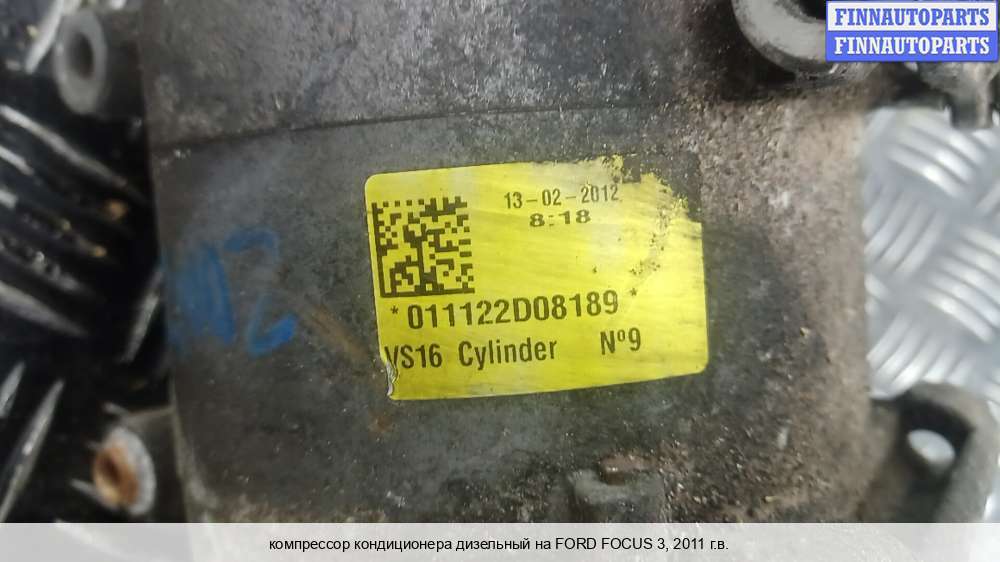 FINNAUTOPARTS
FINNAUTOPARTS
13-02-2012
8:18
*011122D08189*
VS16 Cylinder Nº9
компрессор кондиционера дизельный на FORD FOCUS 3, 2011 г.в.